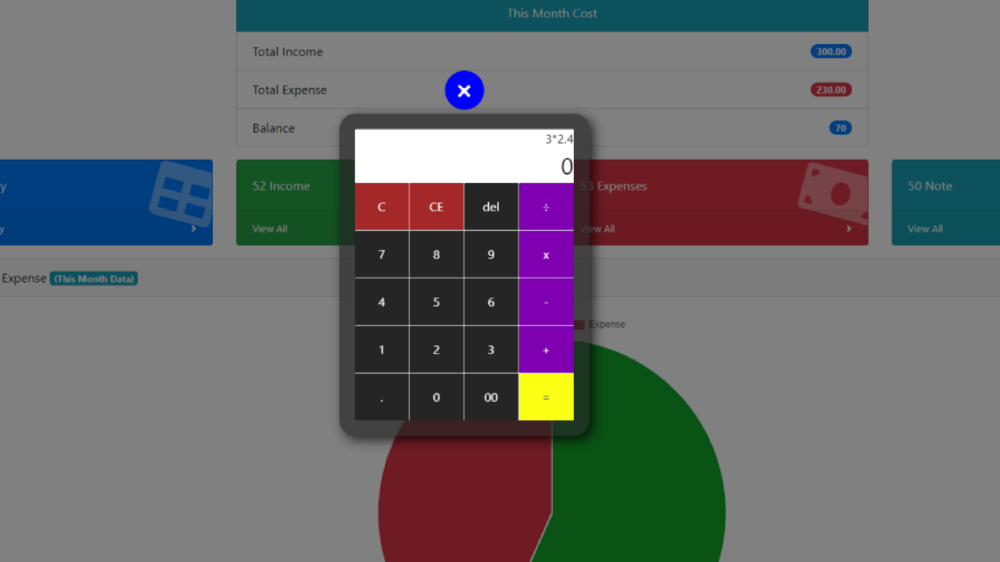 This Month Cost
Total Income 300.00
Total Expense 230.00
Balance 70
3*2.4
0
y
52 Income
53 Expenses
50 Note
y
View All
View All
View All
C CE del ÷
7 8 9 x
4 5 6 -
1 2 3 +
. 0 00 =
Expense (This Month Data)
Expense